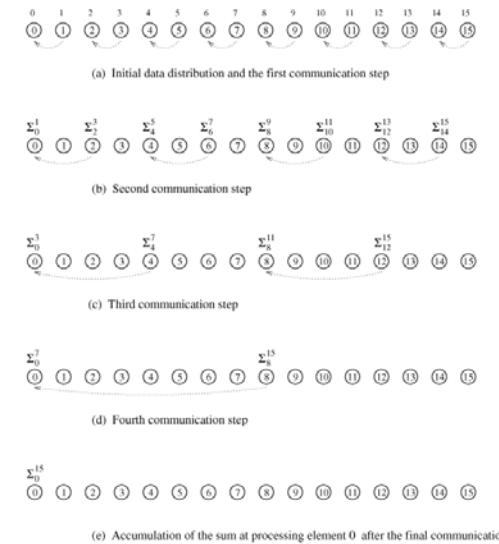 0 1 2 3 4 5 6 7 8 9 10 11 12 13 14 15
0 1 2 3 4 5 6 7 8 9 10 11 12 13 14 15
(a) Initial data distribution and the first communication step
Σ₀¹ Σ₂³ Σ₄⁵ Σ₆⁷ Σ₈⁹ Σ₁₀¹¹ Σ₁₂¹³ Σ₁₄¹⁵
0 1 2 3 4 5 6 7 8 9 10 11 12 13 14 15
(b) Second communication step
Σ₀³ Σ₄⁷ Σ₈¹¹ Σ₁₂¹⁵
0 1 2 3 4 5 6 7 8 9 10 11 12 13 14 15
(c) Third communication step
Σ₀⁷ Σ₈¹⁵
0 1 2 3 4 5 6 7 8 9 10 11 12 13 14 15
(d) Fourth communication step
Σ₀¹⁵
0 1 2 3 4 5 6 7 8 9 10 11 12 13 14 15
(e) Accumulation of the sum at processing element 0 after the final communicatio